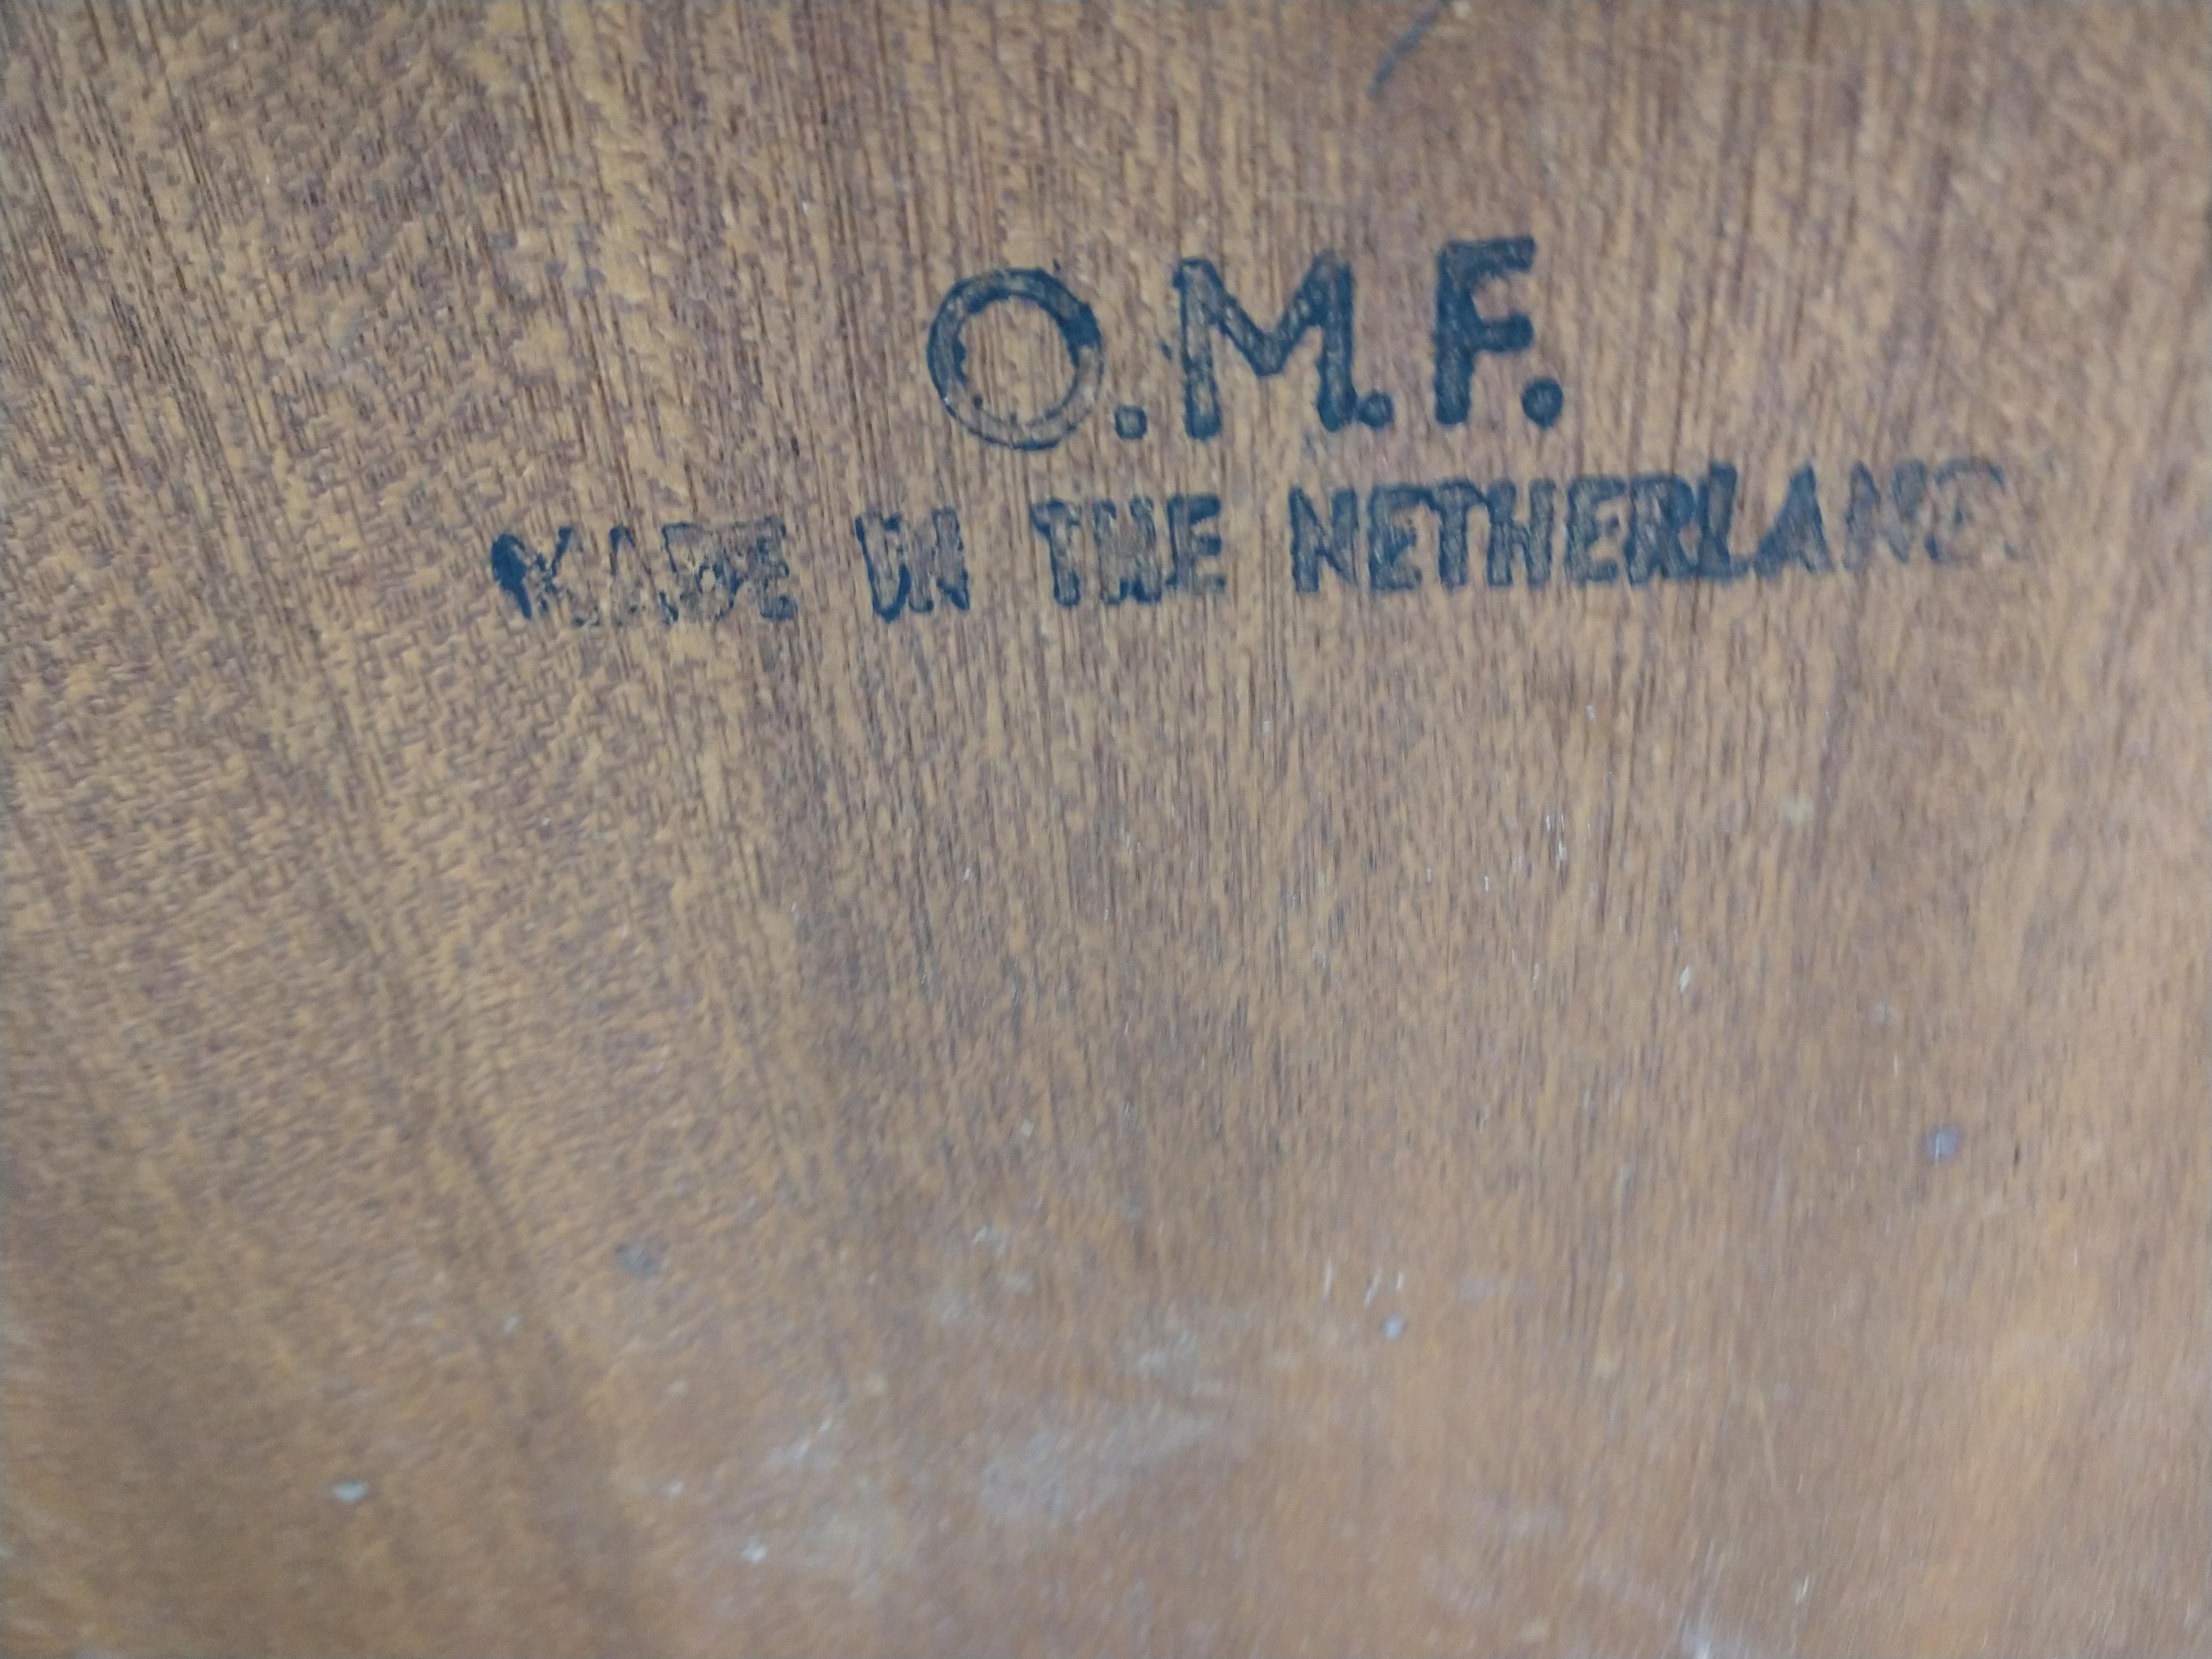 O.M.F.
MADE IN THE NETHERLANDS